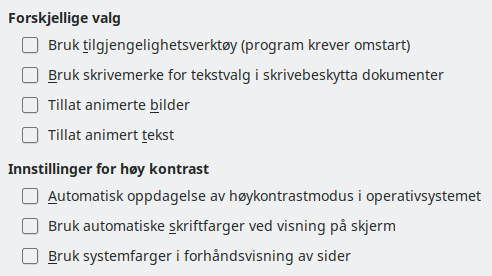 Forskjellige valg
Bruk tilgjengelighetsverktøy (program krever omstart)
Bruk skrivemerke for tekstvalg i skrivebeskytta dokumenter
Tillat animerte bilder
Tillat animert tekst
Innstillinger for høy kontrast
Automatisk oppdagelse av høykontrastmodus i operativsystemet
Bruk automatiske skriftfarger ved visning på skjerm
Bruk systemfarger i forhåndsvisning av sider